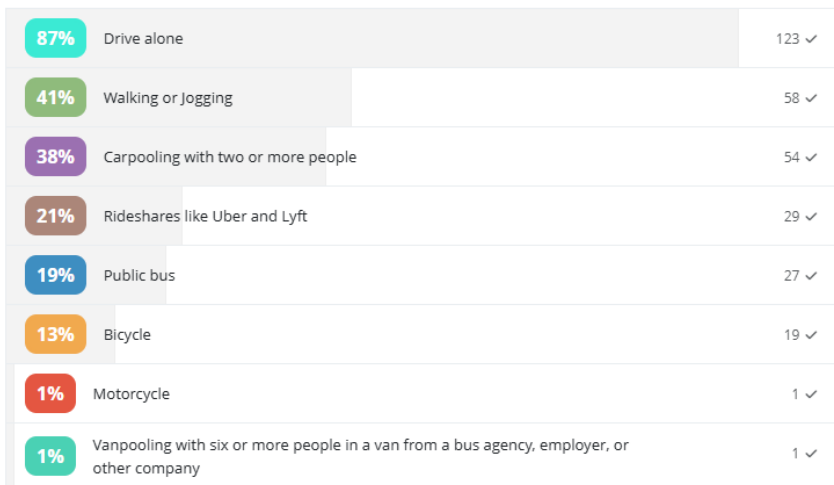 87% Drive alone 123 ✓
41% Walking or Jogging 58 ✓
38% Carpooling with two or more people 54 ✓
21% Rideshares like Uber and Lyft 29 ✓
19% Public bus 27 ✓
13% Bicycle 19 ✓
1% Motorcycle 1 ✓
1% Vanpooling with six or more people in a van from a bus agency, employer, or 1 ✓
other company